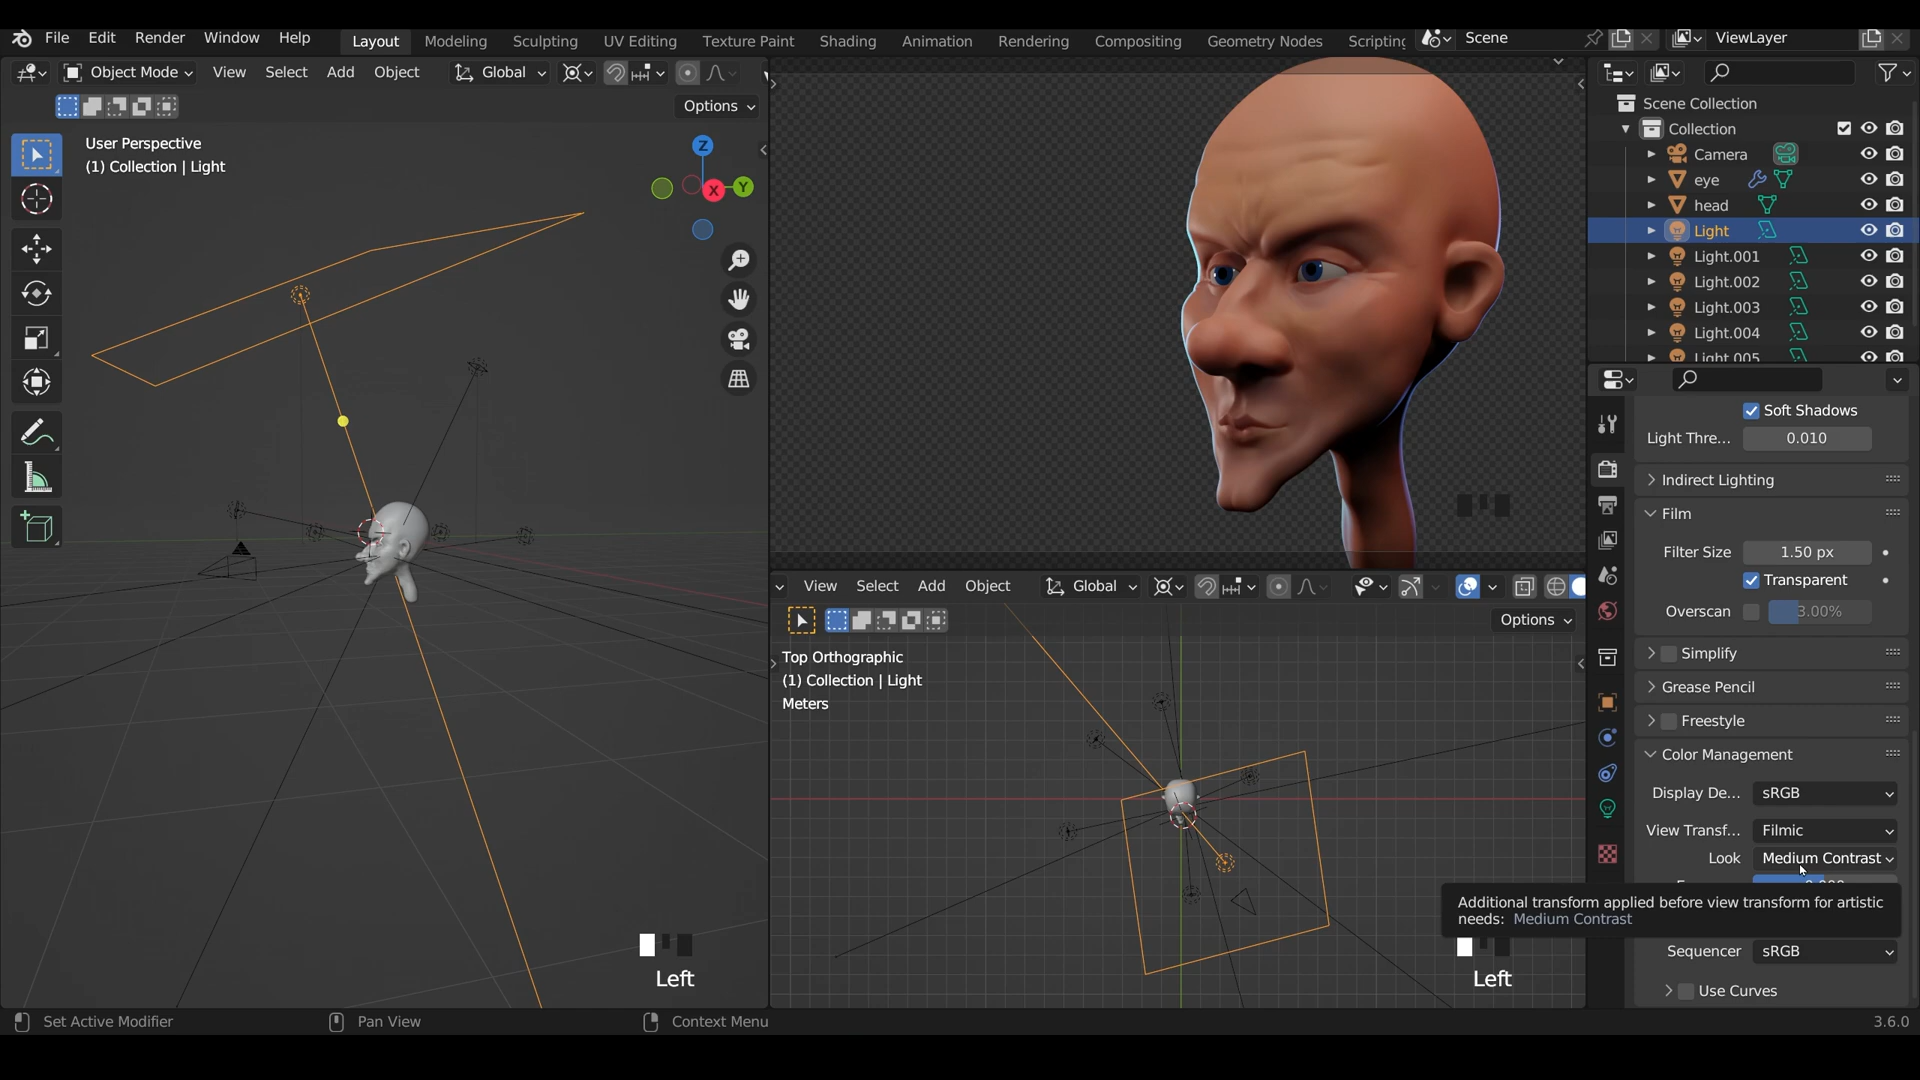 File Edit Render Window Help
Layout Modeling Sculpting UV Editing Texture Paint Shading Animation Rendering Compositing Geometry Nodes Scripting
Scene
ViewLayer
Object Mode View Select Add Object Global
Options
User Perspective
(1) Collection | Light
Z
X
Y
Scene Collection
Collection
Camera
eye
head
Light
Light.001
Light.002
Light.003
Light.004
Light.005
Soft Shadows
Light Thre... 0.010
Indirect Lighting
Film
Filter Size 1.50 px
Transparent
Overscan 3.00%
Simplify
Grease Pencil
Freestyle
Color Management
Display De... sRGB
View Transf... Filmic
Look Medium Contrast
Additional transform applied before view transform for artistic
needs: Medium Contrast
Sequencer sRGB
Use Curves
View Select Add Object Global
Options
Top Orthographic
(1) Collection | Light
Meters
Left
Left
Set Active Modifier
Pan View
Context Menu
3.6.0